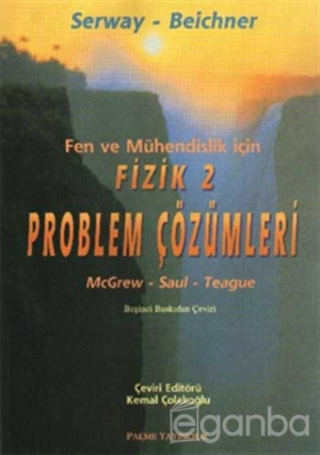 Serway - Beichner
Fen ve Mühendislik için
FİZİK 2
PROBLEM ÇÖZÜMLERİ
McGrew - Saul - Teague
Beşinci Baskıdan Çeviri
Çeviri Editörü
Kemal Çolakoğlu
PALME YAYINCILIK
eganba